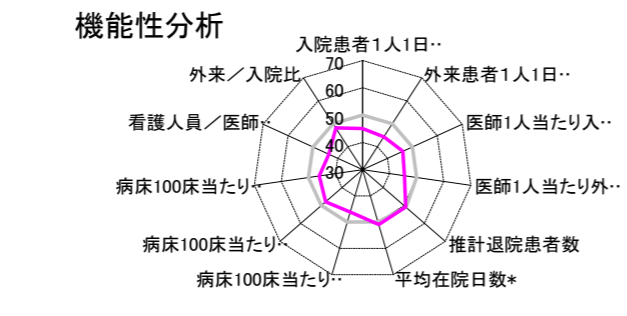 機能性分析
入院患者１人１日‥
外来患者１人１日‥
医師1人当たり入‥
医師1人当たり外‥
推計退院患者数
平均在院日数*
病床100床当たり‥
病床100床当たり‥
病床100床当たり‥
看護人員／医師‥
外来／入院比
70
60
50
40
30